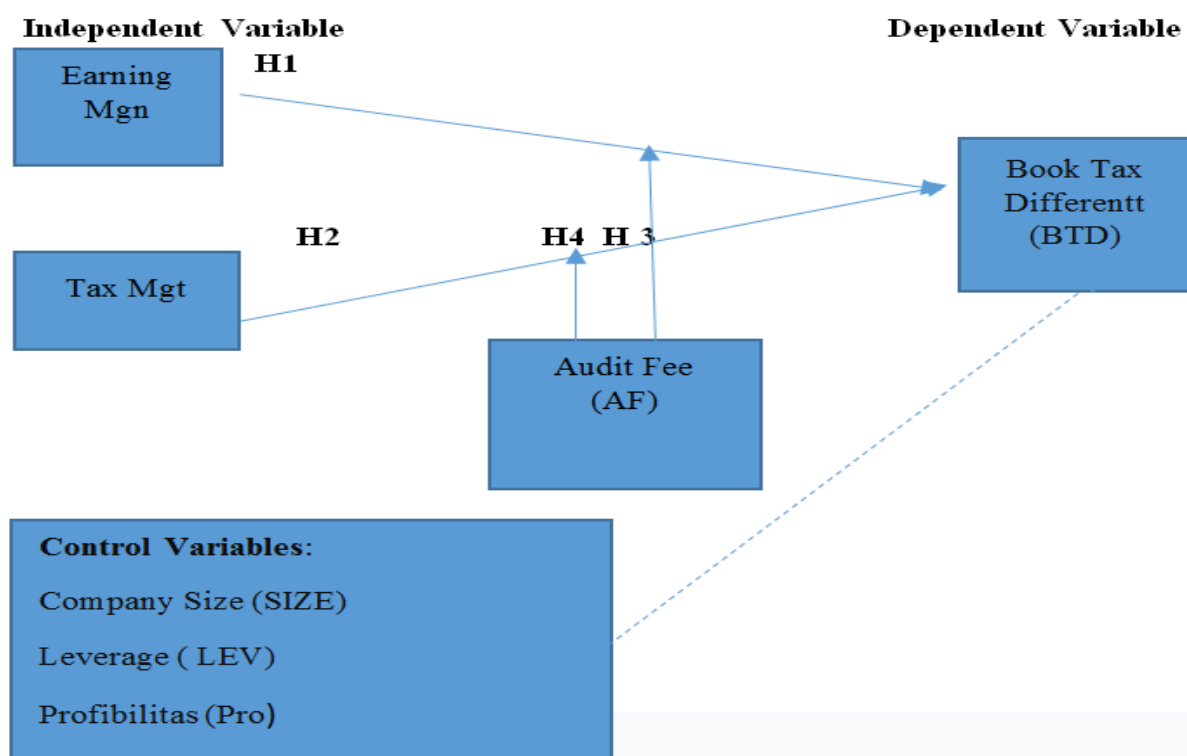 Independent Variable
Dependent Variable
H1
Earning
Mgn
Book Tax
Differentt
(BTD)
H2
H4 H 3
Tax Mgt
Audit Fee
(AF)
Control Variables:
Company Size (SIZE)
Leverage ( LEV)
Profibilitas (Pro)